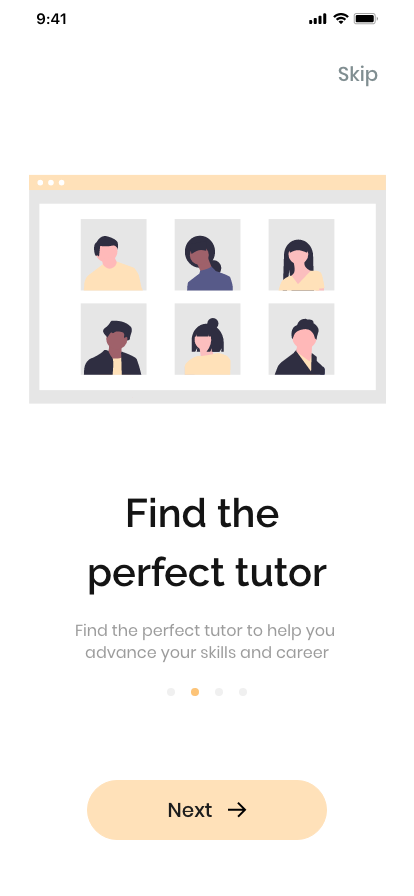 9:41
Skip
Find the
perfect tutor
Find the perfect tutor to help you
advance your skills and career
Next →